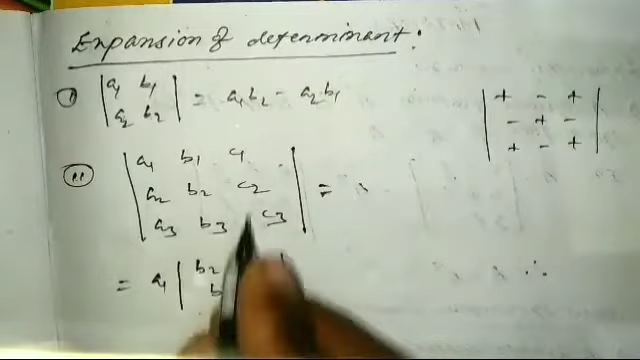 Expansion of determinant:
(i) | a₁ b₁ | = a₁b₂ - a₂b₁
| a₂ b₂ |
| + - + |
| - + - |
| + - + |
(ii) | a₁ b₁ c₁ |
| a₂ b₂ c₂ | =
| a₃ b₃ c₃ |
= a₁ | b₂
b